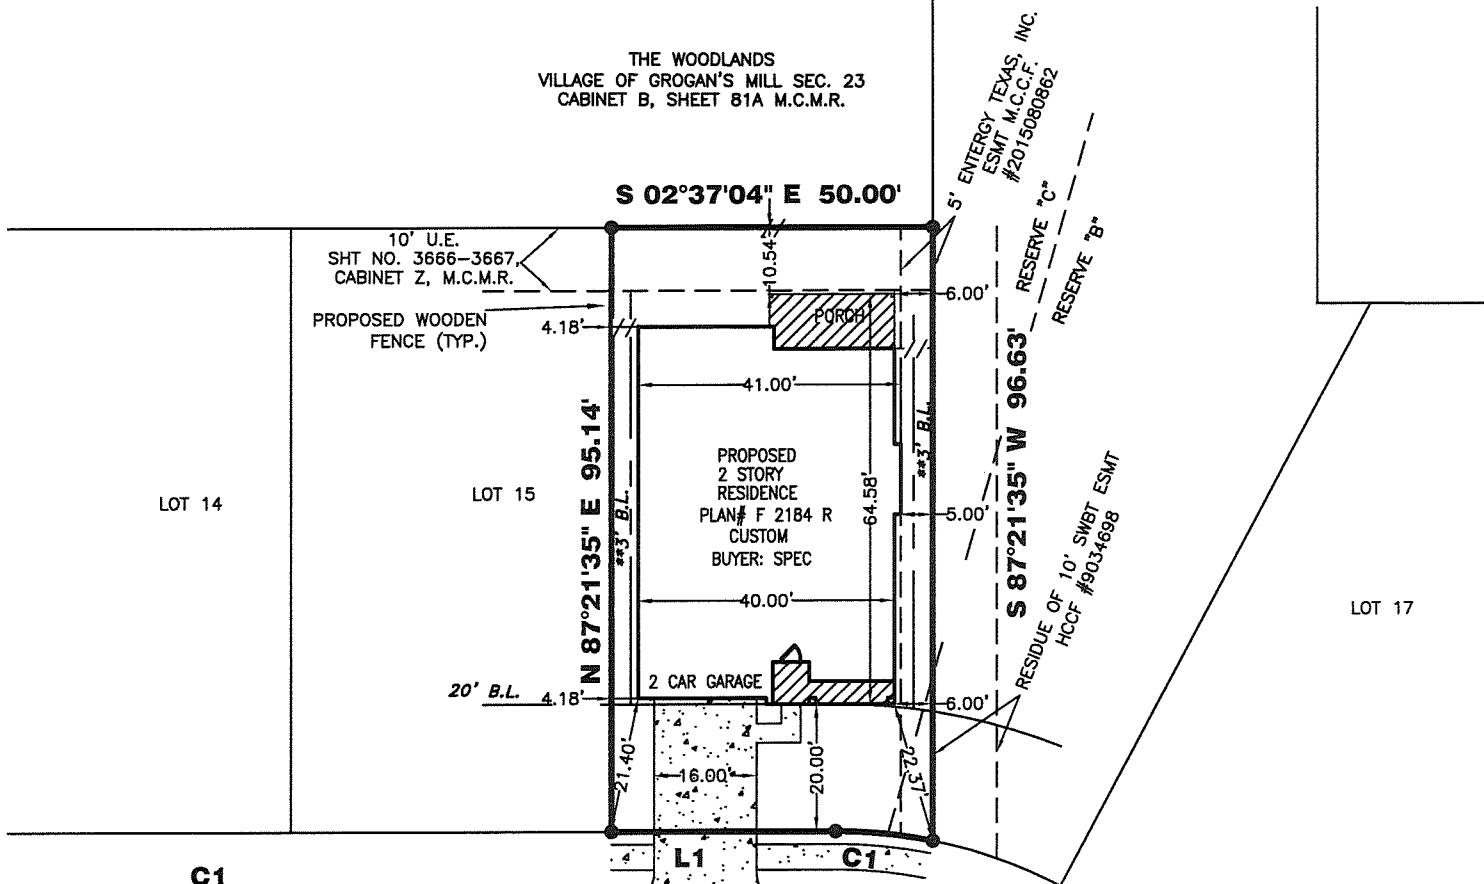 THE WOODLANDS
VILLAGE OF GROGAN'S MILL SEC. 23
CABINET B, SHEET 81A M.C.M.R.
5' ENTERGY TEXAS, INC.
ESMT M.C.C.F.
#2015080862
S 02°37'04" E 50.00'
10' U.E.
SHT NO. 3666-3667,
CABINET Z, M.C.M.R.
10.54'
RESERVE "C"
RESERVE "B"
6.00'
PROPOSED WOODEN
FENCE (TYP.)
4.18'
PORCH
41.00'
N 87°21'35" E 95.14'
S 87°21'35" W 96.63'
**3' B.L.
**3' B.L.
PROPOSED
2 STORY
RESIDENCE
PLAN# F 2184 R
CUSTOM
BUYER: SPEC
64.58'
5.00'
LOT 14
LOT 15
40.00'
RESIDUE OF 10' SWBT ESMT
HCCF #9034698
LOT 17
20' B.L.
4.18'
2 CAR GARAGE
6.00'
21.40'
16.00'
20.00'
22.37'
L1
C1
C1